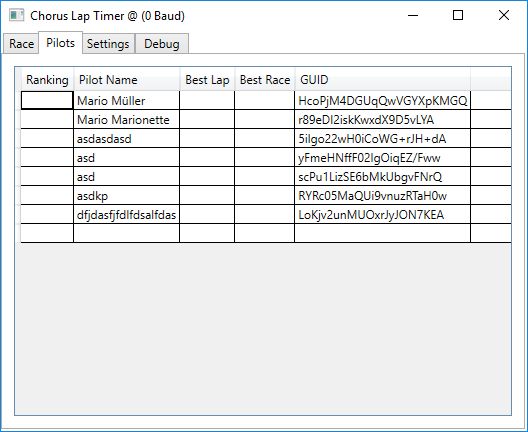 Chorus Lap Timer @ (0 Baud)
Race Pilots Settings Debug
Ranking Pilot Name Best Lap Best Race GUID
Mario Müller HcoPjM4DGUqQwVGYXpKMGQ
Mario Marionette r89eDI2iskKwxdX9D5vLYA
asdasdasd 5iIgo22wH0iCoWG+rJH+dA
asd yFmeHNffF02IgOiqEZ/Fww
asd scPu1LizSE6bMkUbgvFNrQ
asdkp RYRc05MaQUi9vnuzRTaH0w
dfjdasfjfdlfdsalfdas LoKjv2unMUOxrJyJON7KEA